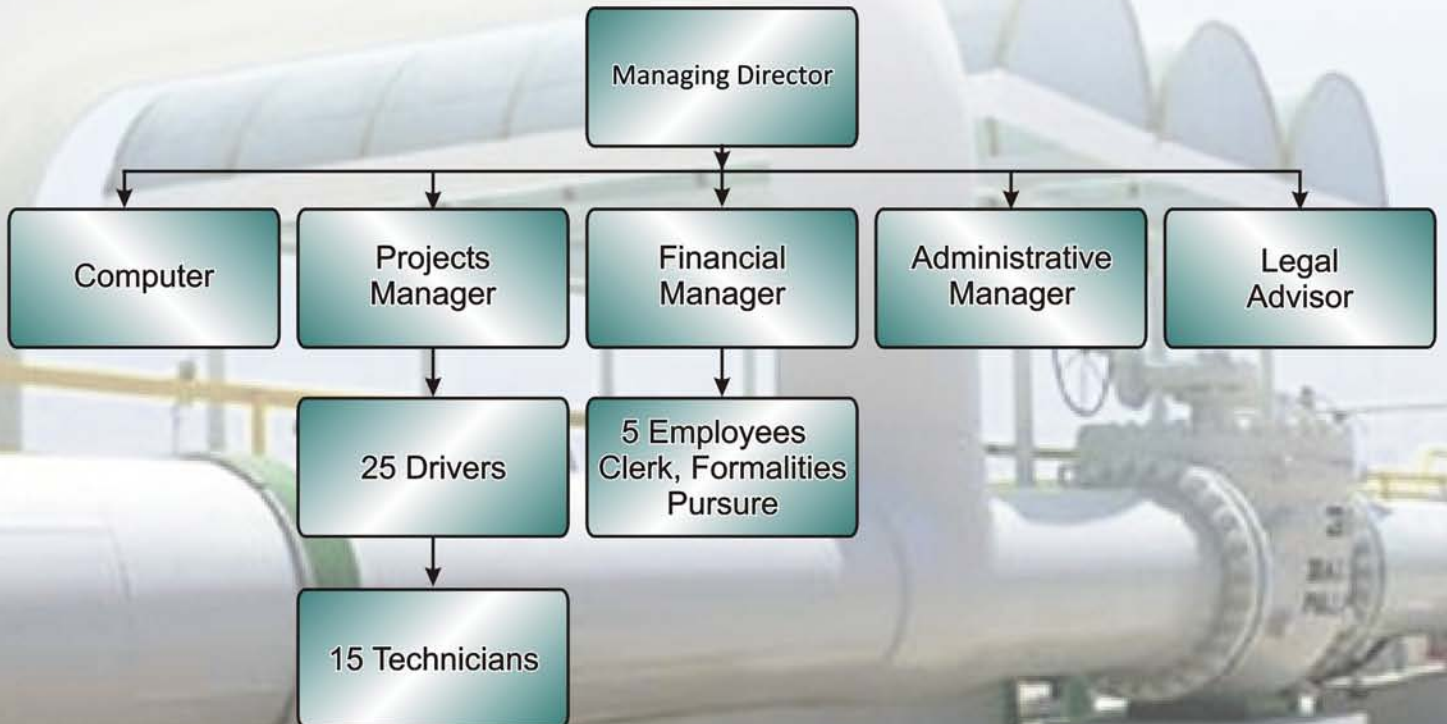 Managing Director
Computer
Projects
Manager
Financial
Manager
Administrative
Manager
Legal
Advisor
25 Drivers
5 Employees
Clerk, Formalities
Pursure
15 Technicians